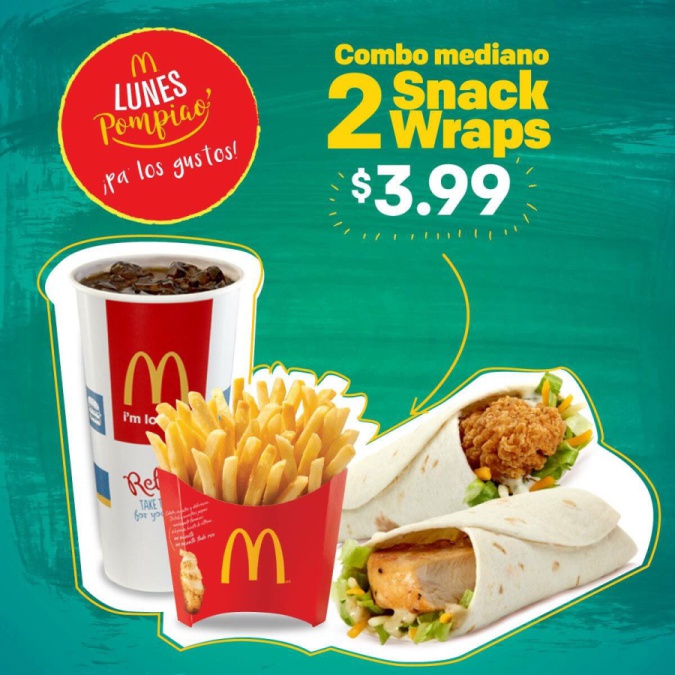 LUNES
Pompiao'
¡pa los gustos!
Combo mediano
2 Snack
Wraps
$3.99
i'm lo
Re
TAKE
for yo